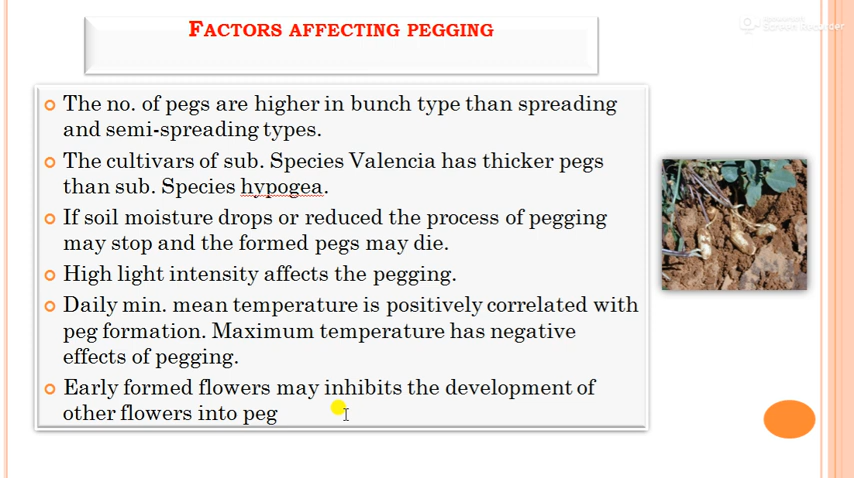 FACTORS AFFECTING PEGGING
Screen Recorder
The no. of pegs are higher in bunch type than spreading
and semi-spreading types.
The cultivars of sub. Species Valencia has thicker pegs
than sub. Species hypogea.
If soil moisture drops or reduced the process of pegging
may stop and the formed pegs may die.
High light intensity affects the pegging.
Daily min. mean temperature is positively correlated with
peg formation. Maximum temperature has negative
effects of pegging.
Early formed flowers may inhibits the development of
other flowers into peg